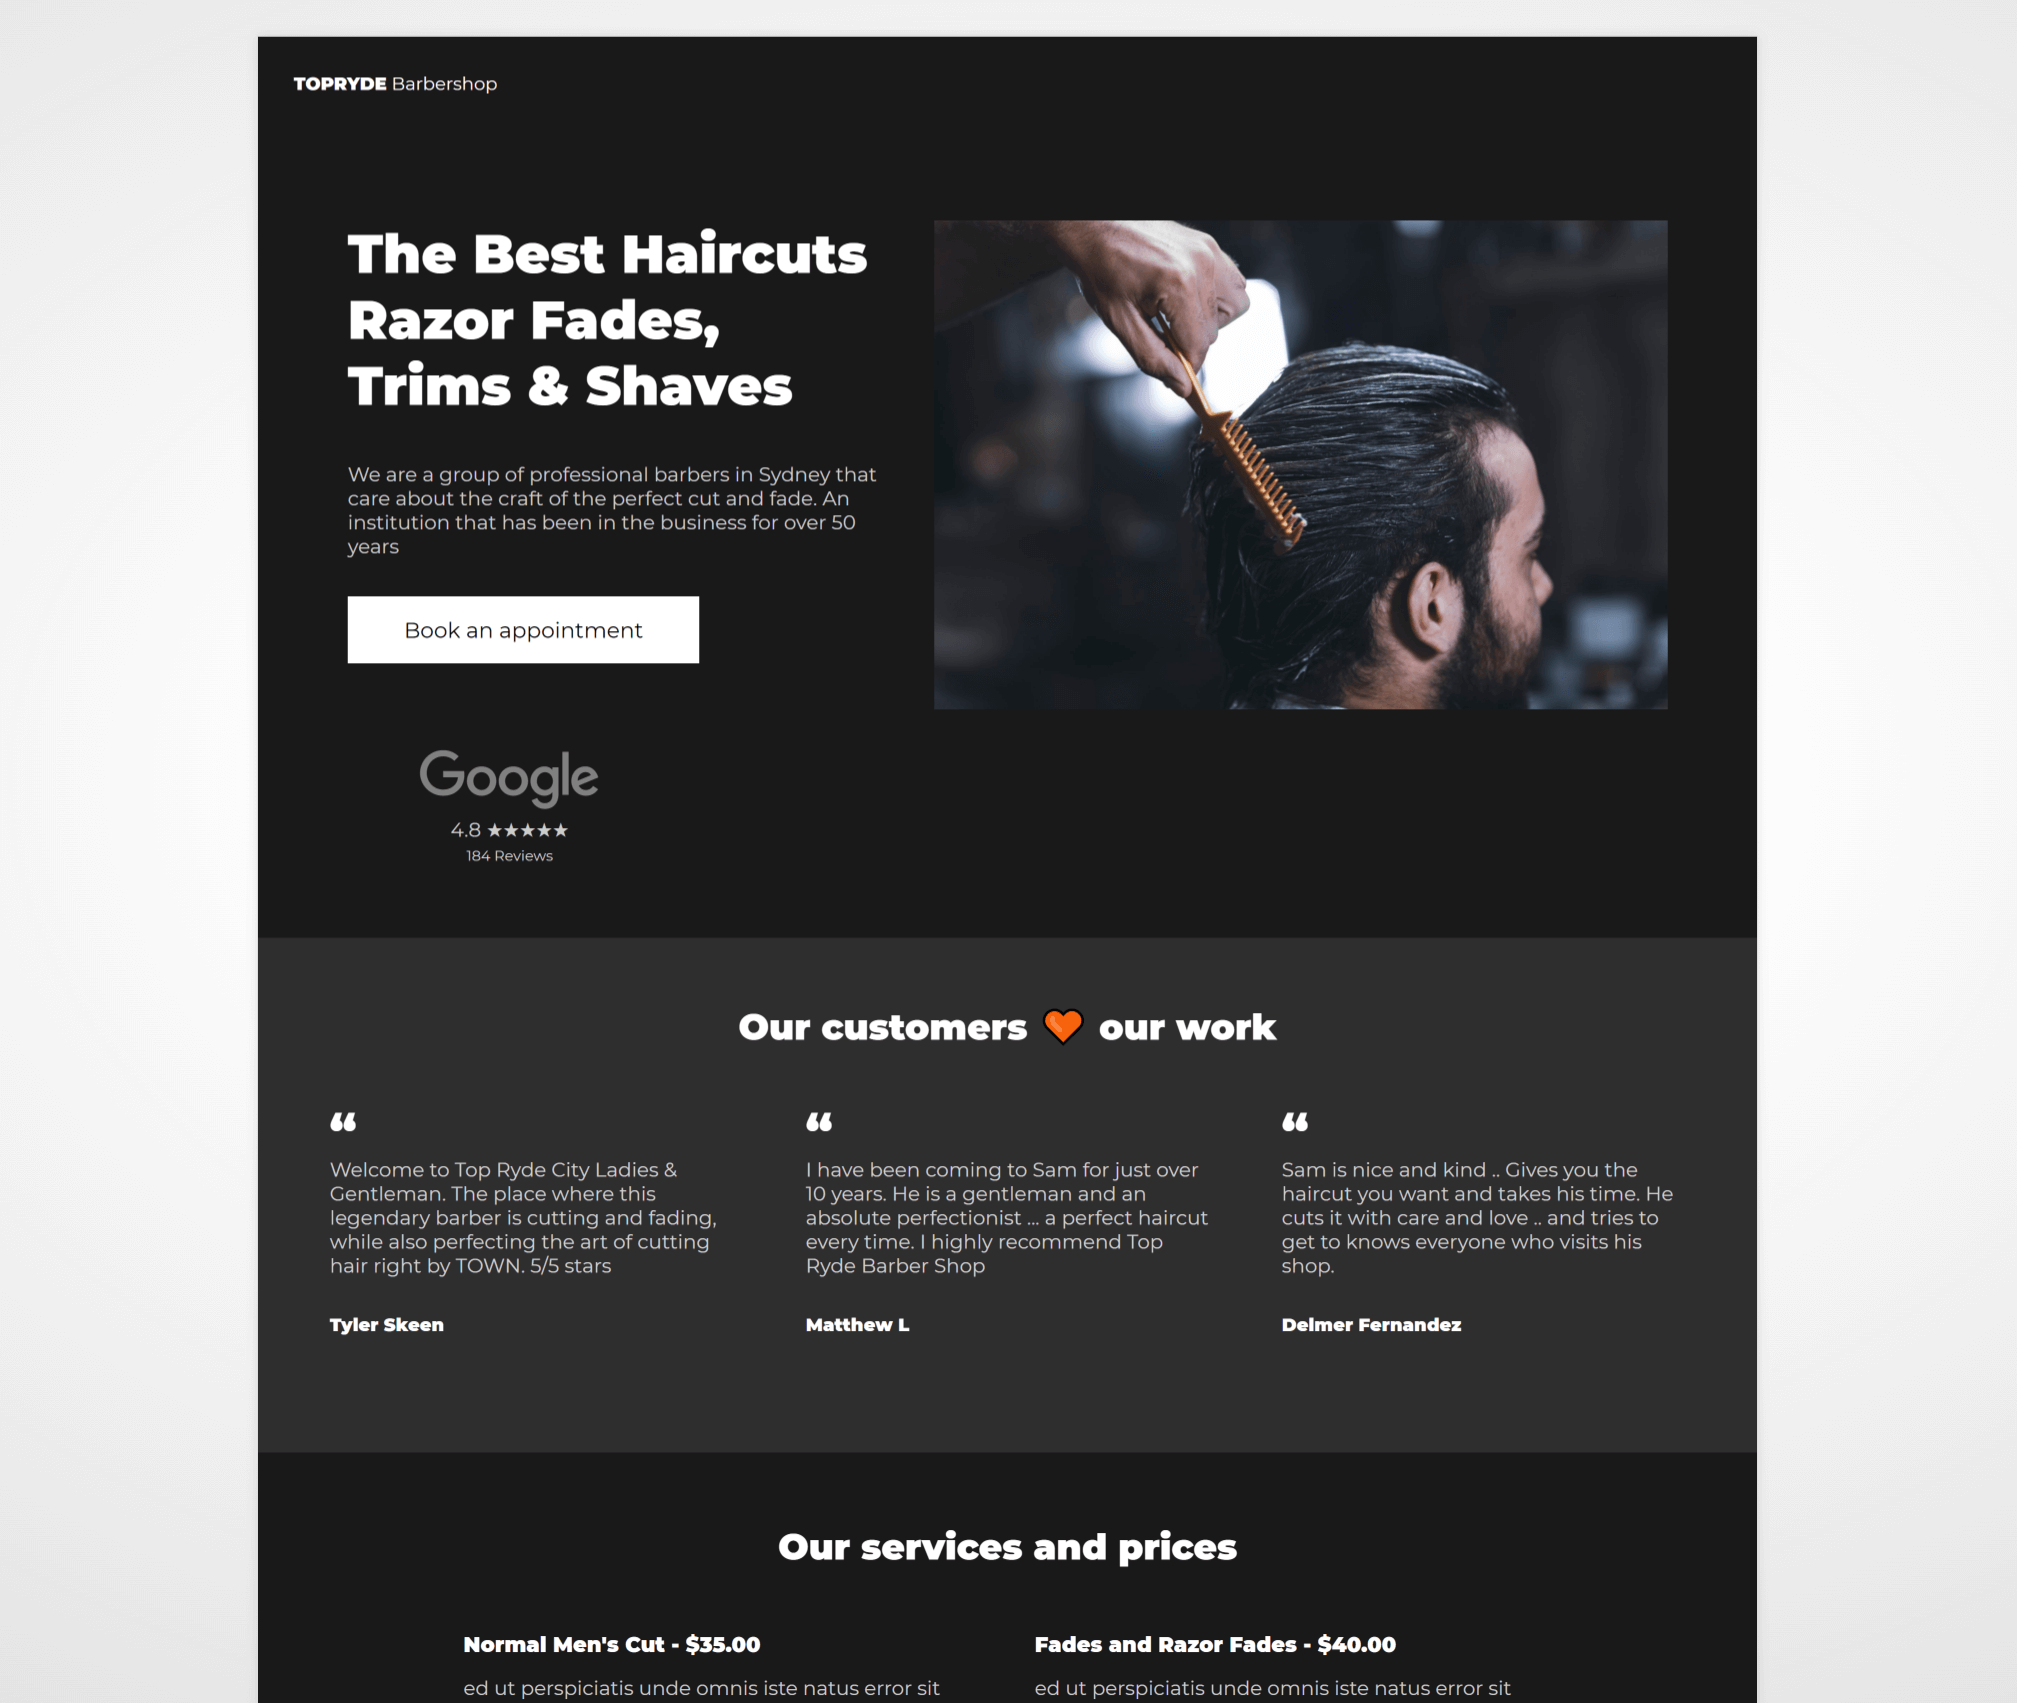 TOPRYDE Barbershop
The Best Haircuts
Razor Fades,
Trims & Shaves
We are a group of professional barbers in Sydney that
care about the craft of the perfect cut and fade. An
institution that has been in the business for over 50
years
Book an appointment
Google
4.8 ★★★★★
184 Reviews
Our customers 🧡 our work
“
Welcome to Top Ryde City Ladies &
Gentleman. The place where this
legendary barber is cutting and fading,
while also perfecting the art of cutting
hair right by TOWN. 5/5 stars
Tyler Skeen
“
I have been coming to Sam for just over
10 years. He is a gentleman and an
absolute perfectionist ... a perfect haircut
every time. I highly recommend Top
Ryde Barber Shop
Matthew L
“
Sam is nice and kind .. Gives you the
haircut you want and takes his time. He
cuts it with care and love .. and tries to
get to knows everyone who visits his
shop.
Delmer Fernandez
Our services and prices
Normal Men's Cut - $35.00
ed ut perspiciatis unde omnis iste natus error sit
Fades and Razor Fades - $40.00
ed ut perspiciatis unde omnis iste natus error sit